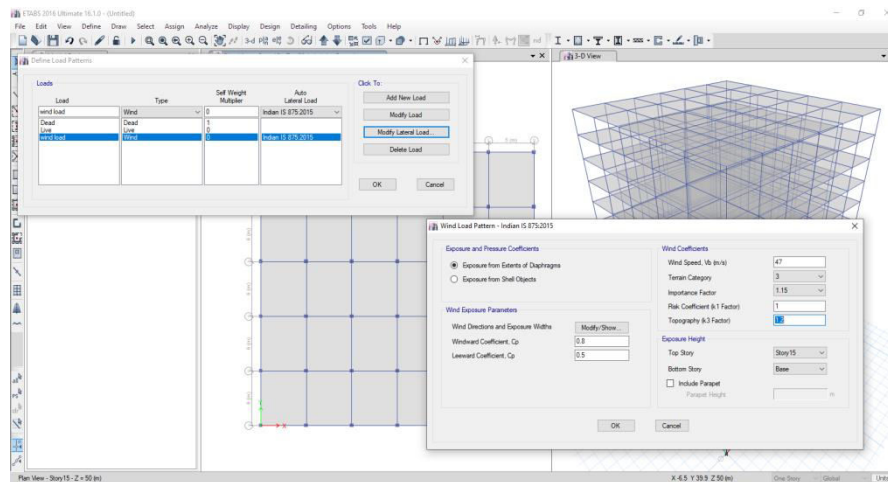 ETABS 2016 Ultimate 16.1.0 - (Untitled)
File Edit View Define Draw Select Assign Analyze Display Design Detailing Options Tools Help
3-d
3-D View
Define Load Patterns
Loads
Click To:
Load Type Self Weight Multiplier Auto Lateral Load
wind load Wind 0 Indian IS 875:2015
Dead Dead 1
Live Live 0
wind load Wind 0 Indian IS 875:2015
Add New Load
Modify Load
Modify Lateral Load...
Delete Load
OK Cancel
Wind Load Pattern - Indian IS 875:2015
Exposure and Pressure Coefficients
Exposure from Extents of Diaphragms
Exposure from Shell Objects
Wind Exposure Parameters
Wind Directions and Exposure Widths Modify/Show...
Windward Coefficient, Cp 0.8
Leeward Coefficient, Cp 0.5
Wind Coefficients
Wind Speed, Vb (m/s) 47
Terrain Category 3
Importance Factor 1.15
Risk Coefficient (k1 Factor) 1
Topography (k3 Factor)
Exposure Height
Top Story Story15
Bottom Story Base
Include Parapet
Parapet Height
OK Cancel
Plan View - Story15 - Z = 50 (m)
X -6.5 Y 39.9 Z 50 (m)
One Story Global Units